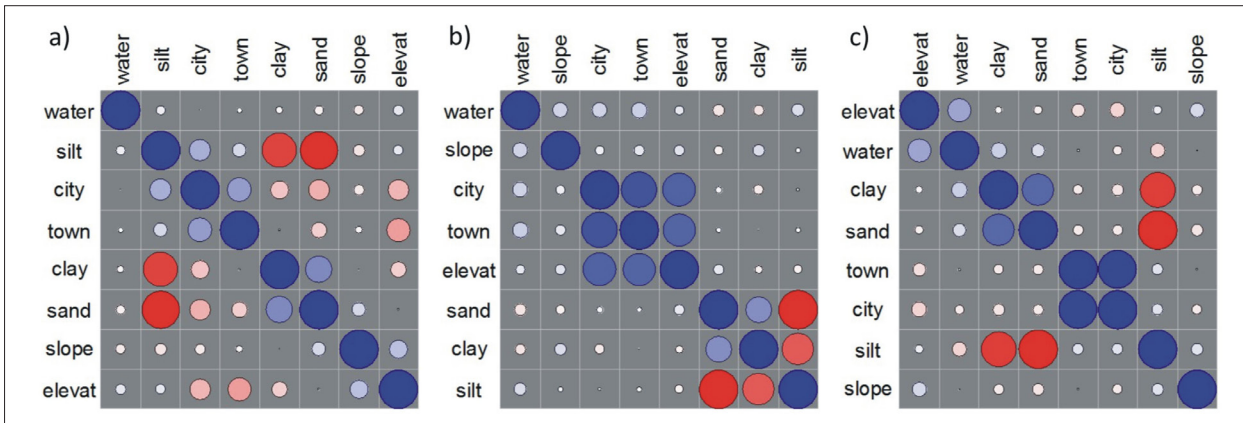 a)
water silt city town clay sand slope elevat
water
silt
city
town
clay
sand
slope
elevat
b)
water slope city town elevat sand clay silt
water
slope
city
town
elevat
sand
clay
silt
c)
elevat water clay sand town city silt slope
elevat
water
clay
sand
town
city
silt
slope